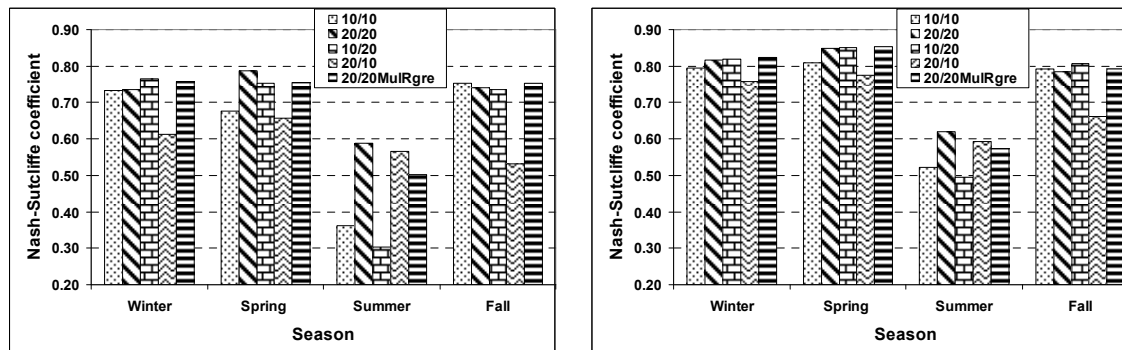 Nash-Sutcliffe coefficient
0.90
0.80
0.70
0.60
0.50
0.40
0.30
0.20
10/10
20/20
10/20
20/10
20/20MulRgre
Winter
Spring
Summer
Fall
Season
Nash-Sutcliffe coefficient
0.90
0.80
0.70
0.60
0.50
0.40
0.30
0.20
10/10
20/20
10/20
20/10
20/20MulRgre
Winter
Spring
Summer
Fall
Season